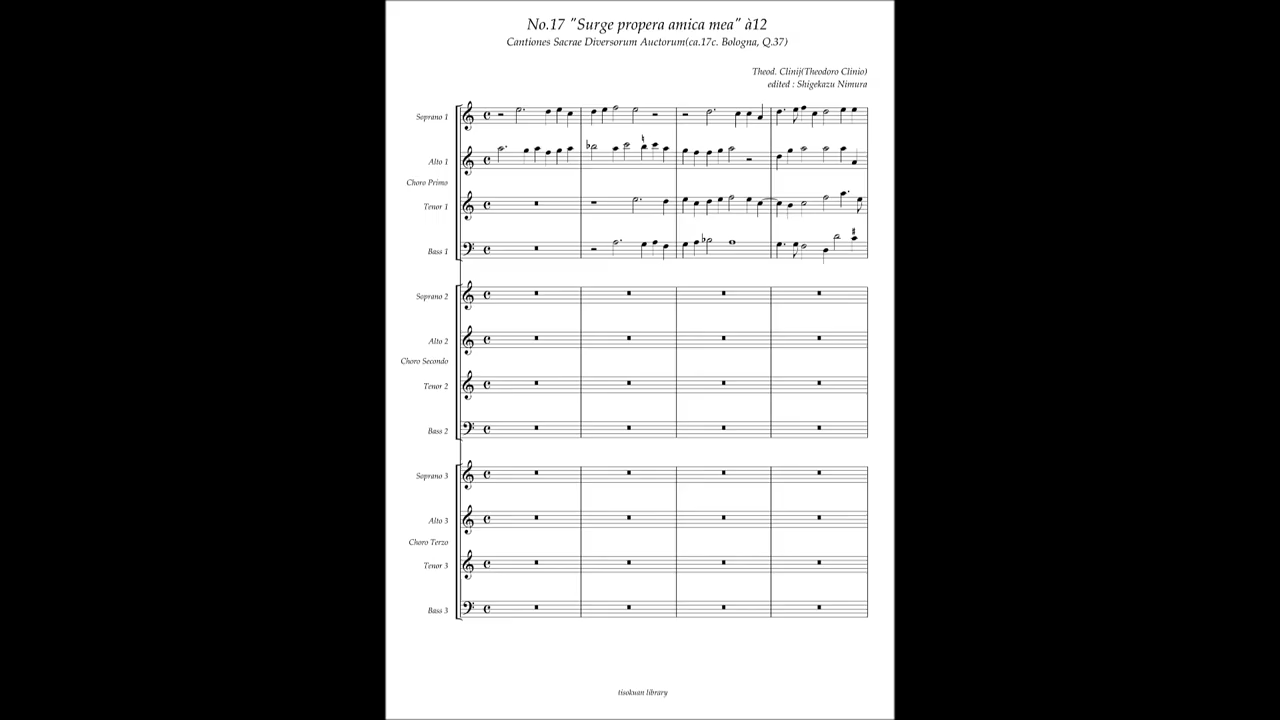 No.17 "Surge propera amica mea" à12
Cantiones Sacrae Diversorum Auctorum(ca.17c. Bologna, Q.37)
Theod. Clinij(Theodoro Clinio)
edited : Shigekazu Nimura
Soprano 1
Alto 1
Choro Primo
Tenor 1
Bass 1
Soprano 2
Alto 2
Choro Secondo
Tenor 2
Bass 2
Soprano 3
Alto 3
Choro Terzo
Tenor 3
Bass 3
tisokuan library